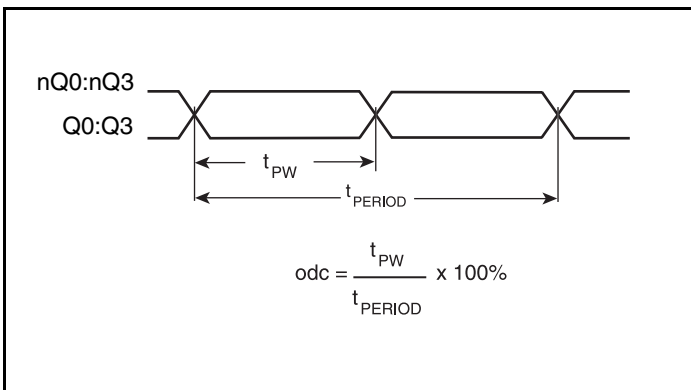 nQ0:nQ3
Q0:Q3
tPW
tPERIOD
odc = tPW / tPERIOD x 100%